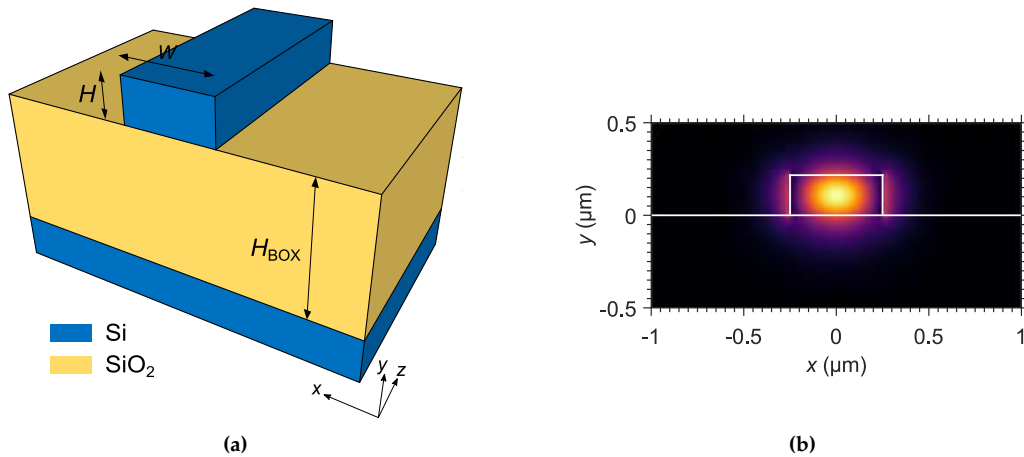 W
H
H_BOX
Si
SiO₂
y
z
x
(a)
0.5
0
-0.5
y (µm)
-1
-0.5
0
0.5
1
x (µm)
(b)